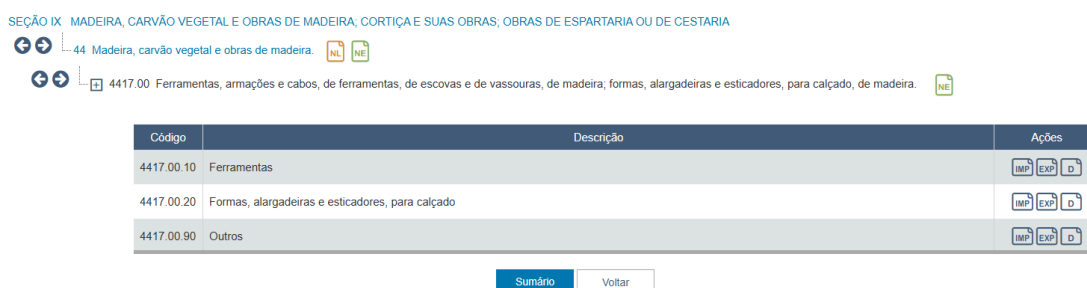 SEÇÃO IX MADEIRA, CARVÃO VEGETAL E OBRAS DE MADEIRA; CORTIÇA E SUAS OBRAS; OBRAS DE ESPARTARIA OU DE CESTARIA
44 Madeira, carvão vegetal e obras de madeira. NL NE
4417.00 Ferramentas, armações e cabos, de ferramentas, de escovas e de vassouras, de madeira; formas, alargadeiras e esticadores, para calçado, de madeira. NE
Código Descrição Ações
4417.00.10 Ferramentas IMP EXP D
4417.00.20 Formas, alargadeiras e esticadores, para calçado IMP EXP D
4417.00.90 Outros IMP EXP D
Sumário Voltar